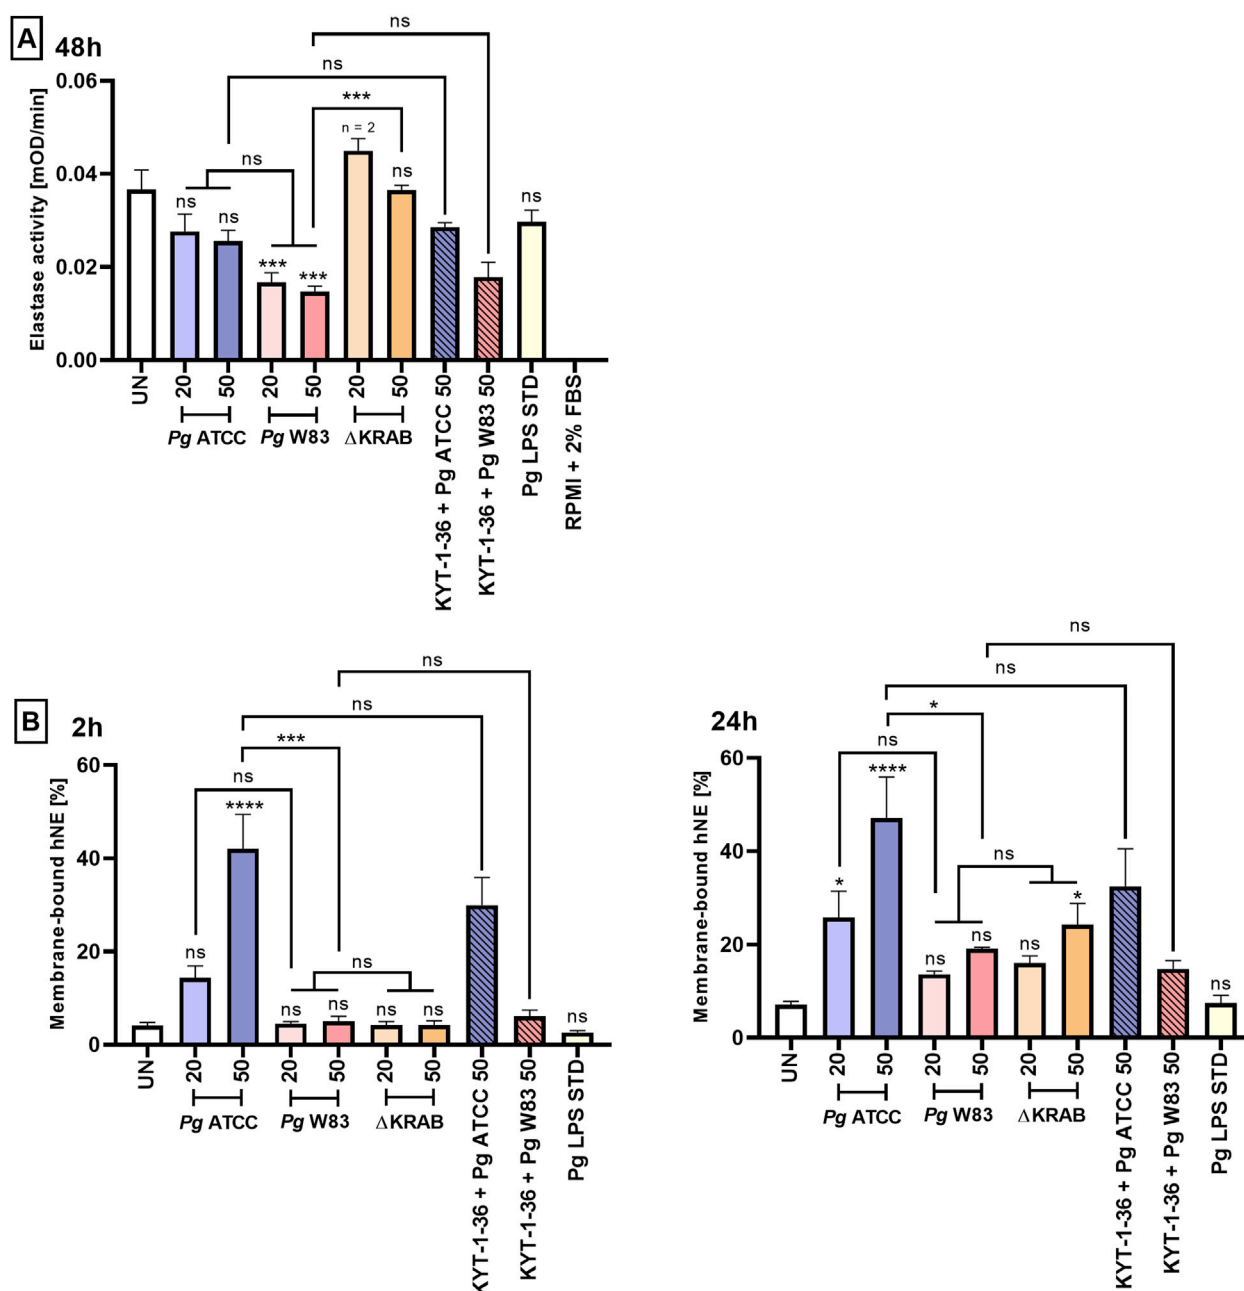 A
48h
ns
ns
***
n = 2
ns
ns
ns
ns
***
***
ns
Elastase activity [mOD/min]
0.06
0.04
0.02
0.00
UN
20
50
20
50
20
50
KYT-1-36 + Pg ATCC 50
KYT-1-36 + Pg W83 50
Pg LPS STD
RPMI + 2% FBS
Pg ATCC
Pg W83
ΔKRAB
B
2h
ns
ns
***
ns
****
ns
ns
ns
ns
ns
ns
ns
Membrane-bound hNE [%]
60
40
20
0
UN
20
50
20
50
20
50
KYT-1-36 + Pg ATCC 50
KYT-1-36 + Pg W83 50
Pg LPS STD
Pg ATCC
Pg W83
ΔKRAB
24h
ns
ns
*
ns
****
ns
*
*
ns
ns
ns
ns
Membrane-bound hNE [%]
60
40
20
0
UN
20
50
20
50
20
50
KYT-1-36 + Pg ATCC 50
KYT-1-36 + Pg W83 50
Pg LPS STD
Pg ATCC
Pg W83
ΔKRAB